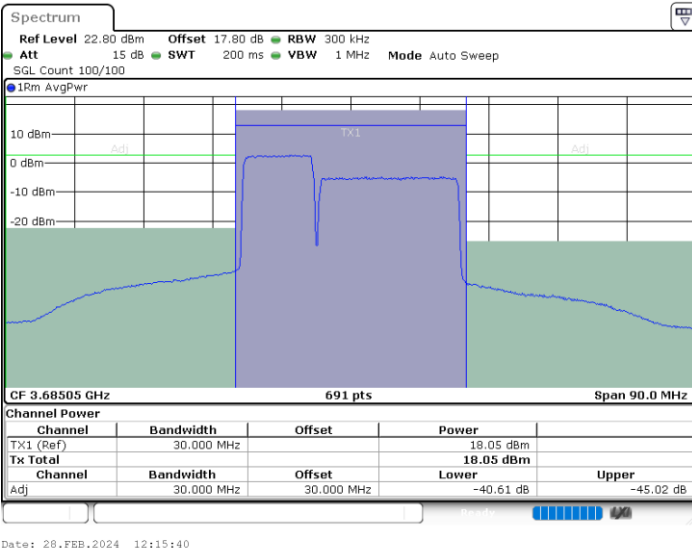 Spectrum
Ref Level 22.80 dBm Offset 17.80 dB RBW 300 kHz
Att 15 dB SWT 200 ms VBW 1 MHz Mode Auto Sweep
SGL Count 100/100
1Rm AvgPwr
10 dBm
TX1
Adj Adj
0 dBm
-10 dBm
-20 dBm
CF 3.68505 GHz 691 pts Span 90.0 MHz
Channel Power
Channel Bandwidth Offset Power
TX1 (Ref) 30.000 MHz 18.05 dBm
Tx Total 18.05 dBm
Channel Bandwidth Offset Lower Upper
Adj 30.000 MHz 30.000 MHz -40.61 dB -45.02 dB
Ready
Date: 28.FEB.2024 12:15:40